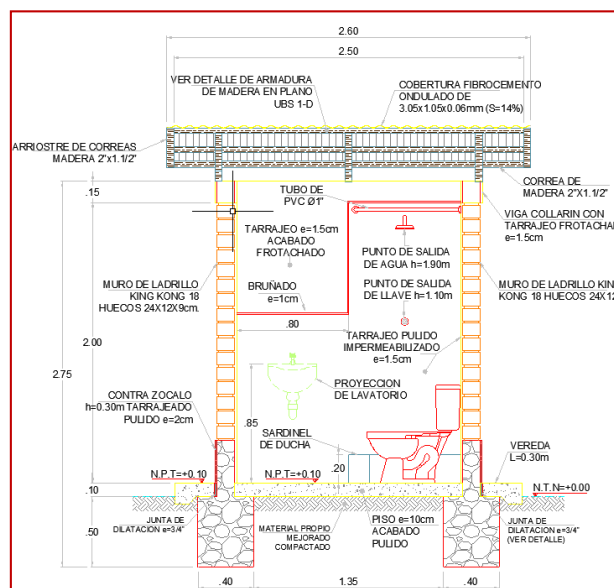 2.60
2.50
VER DETALLE DE ARMADURA
DE MADERA EN PLANO
UBS 1-D
COBERTURA FIBROCEMENTO
ONDULADO DE
3.05x1.05x0.06mm (S=14%)
ARRIOSTRE DE CORREAS
MADERA 2"x1.1/2"
CORREA DE
MADERA 2"X1.1/2"
.15
TUBO DE
PVC Ø1"
VIGA COLLARIN CON
TARRAJEO FROTACHA
e=1.5cm
TARRAJEO e=1.5cm
ACABADO
FROTACHADO
PUNTO DE SALIDA
DE AGUA h=1.90m
MURO DE LADRILLO
KING KONG 18
HUECOS 24X12X9cm.
BRUÑADO
e=1cm
PUNTO DE SALIDA
DE LLAVE h=1.10m
MURO DE LADRILLO KIN
KONG 18 HUECOS 24X12
.80
TARRAJEO PULIDO
IMPERMEABILIZADO
e=1.5cm
2.00
2.75
CONTRA ZOCALO
h=0.30m TARRAJEADO
PULIDO e=2cm
PROYECCION
DE LAVATORIO
.85
SARDINEL
DE DUCHA
.20
VEREDA
L=0.30m
N.P.T=+0.10
N.P.T=+0.10
N.T.N=+0.00
.10
JUNTA DE
DILATACION e=3/4"
MATERIAL PROPIO
MEJORADO
COMPACTADO
PISO e=10cm
ACABADO
PULIDO
JUNTA DE
DILATACION e=3/4"
(VER DETALLE)
.50
.40
1.35
.40